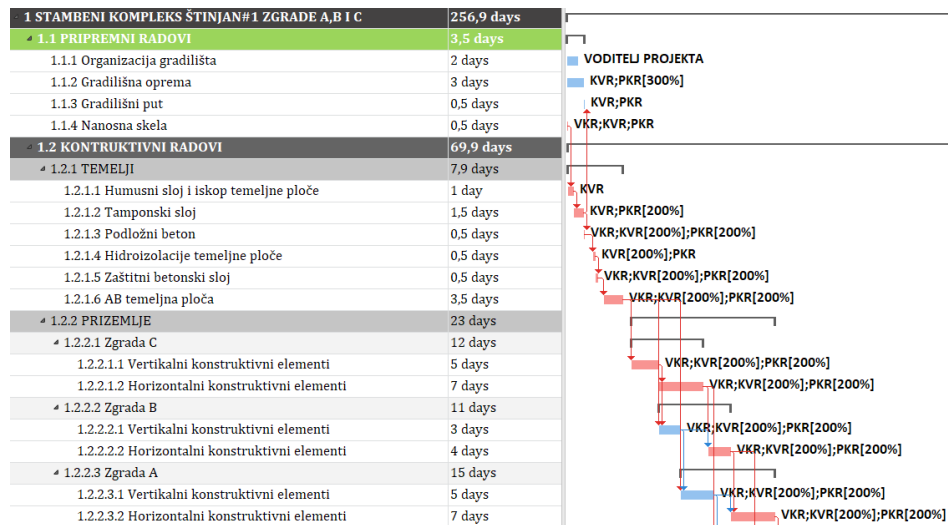 1 STAMBENI KOMPLEKS ŠTINJAN#1 ZGRADE A,B I C 256,9 days
1.1 PRIPREMNI RADOVI 3,5 days
1.1.1 Organizacija gradilišta 2 days VODITELJ PROJEKTA
1.1.2 Gradilišna oprema 3 days KVR;PKR[300%]
1.1.3 Gradilišni put 0,5 days KVR;PKR
1.1.4 Nanosna skela 0,5 days VKR;KVR;PKR
1.2 KONTRUKTIVNI RADOVI 69,9 days
1.2.1 TEMELJI 7,9 days
1.2.1.1 Humusni sloj i iskop temeljne ploče 1 day KVR
1.2.1.2 Tamponski sloj 1,5 days KVR;PKR[200%]
1.2.1.3 Podložni beton 0,5 days VKR;KVR[200%];PKR[200%]
1.2.1.4 Hidroizolacije temeljne ploče 0,5 days KVR[200%];PKR
1.2.1.5 Zaštitni betonski sloj 0,5 days VKR;KVR[200%];PKR[200%]
1.2.1.6 AB temeljna ploča 3,5 days VKR;KVR[200%];PKR[200%]
1.2.2 PRIZEMLJE 23 days
1.2.2.1 Zgrada C 12 days
1.2.2.1.1 Vertikalni konstruktivni elementi 5 days VKR;KVR[200%];PKR[200%]
1.2.2.1.2 Horizontalni konstruktivni elementi 7 days VKR;KVR[200%];PKR[200%]
1.2.2.2 Zgrada B 11 days
1.2.2.2.1 Vertikalni konstruktivni elementi 3 days VKR;KVR[200%];PKR[200%]
1.2.2.2.2 Horizontalni konstruktivni elementi 4 days VKR;KVR[200%];PKR[200%]
1.2.2.3 Zgrada A 15 days
1.2.2.3.1 Vertikalni konstruktivni elementi 5 days VKR;KVR[200%];PKR[200%]
1.2.2.3.2 Horizontalni konstruktivni elementi 7 days VKR;KVR[200%];PKR[200%]